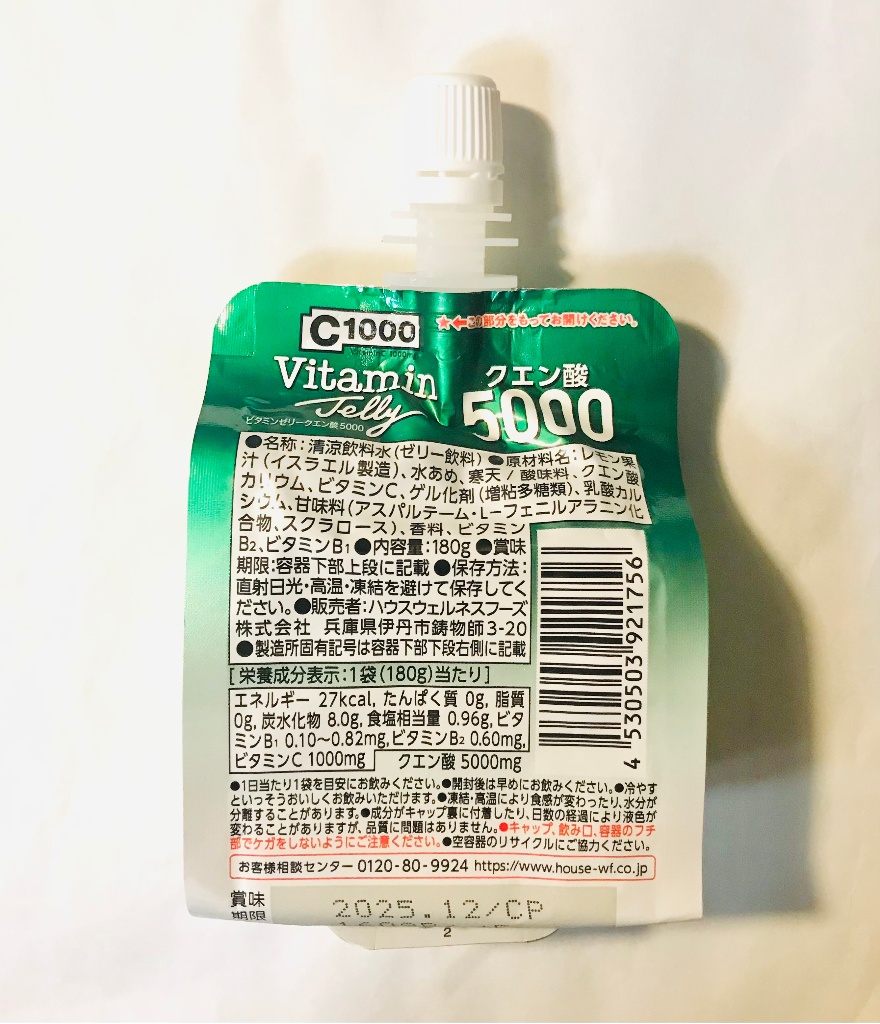 C1000
Vitamin C 1000mg
★←この部分をもってお開けください。
Vitamin
Jelly
ビタミンゼリークエン酸5000
クエン酸
5000
●名称：清涼飲料水(ゼリー飲料) ●原材料名：レモン果
汁(イスラエル製造)、水あめ、寒天 / 酸味料、クエン酸
カリウム、ビタミンC、ゲル化剤(増粘多糖類)、乳酸カル
シウム、甘味料(アスパルテーム・L-フェニルアラニン化
合物、スクラロース)、香料、ビタミン
B2、ビタミンB1 ●内容量：180g ●賞味
期限：容器下部上段に記載 ●保存方法：
直射日光・高温・凍結を避けて保存してく
ださい。●販売者：ハウスウェルネスフーズ
株式会社 兵庫県伊丹市鋳物師3-20
●製造所固有記号は容器下部下段右側に記載
[栄養成分表示：1袋(180g)当たり]
エネルギー 27kcal, たんぱく質 0g, 脂質
0g, 炭水化物 8.0g, 食塩相当量 0.96g, ビタ
ミンB1 0.10～0.82mg, ビタミンB2 0.60mg,
ビタミンC 1000mg クエン酸 5000mg
4 530503 921756
●1日当たり1袋を目安にお飲みください。●開封後は早めにお飲みください。●冷やす
といっそうおいしくお飲みいただけます。●凍結・高温により食感が変わったり、水分が
分離することがあります。●成分がキャップ裏に付着したり、日数の経過により液色が
変わることがありますが、品質に問題はありません。●キャップ、飲み口、容器のフチ
部でケガをしないようにご注意ください。●空容器のリサイクルにご協力ください。
お客様相談センター 0120-80-9924 https://www.house-wf.co.jp
賞味
期限
2025.12/CP
2